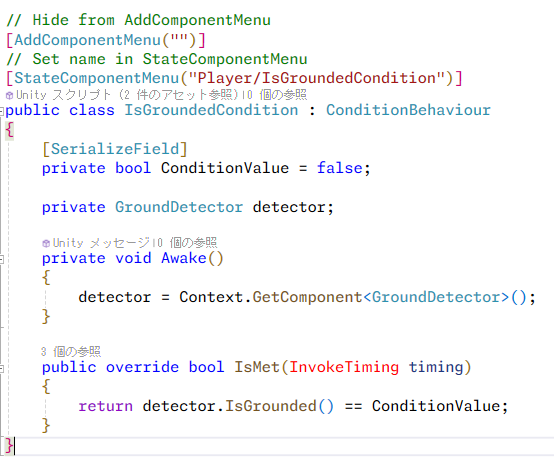 // Hide from AddComponentMenu
[AddComponentMenu("")]
// Set name in StateComponentMenu
[StateComponentMenu("Player/IsGroundedCondition")]
Unity スクリプト (2 件のアセット参照)|0 個の参照
public class IsGroundedCondition : ConditionBehaviour
{
[SerializeField]
private bool ConditionValue = false;
private GroundDetector detector;
Unity メッセージ|0 個の参照
private void Awake()
{
detector = Context.GetComponent<GroundDetector>();
}
3 個の参照
public override bool IsMet(InvokeTiming timing)
{
return detector.IsGrounded() == ConditionValue;
}
}